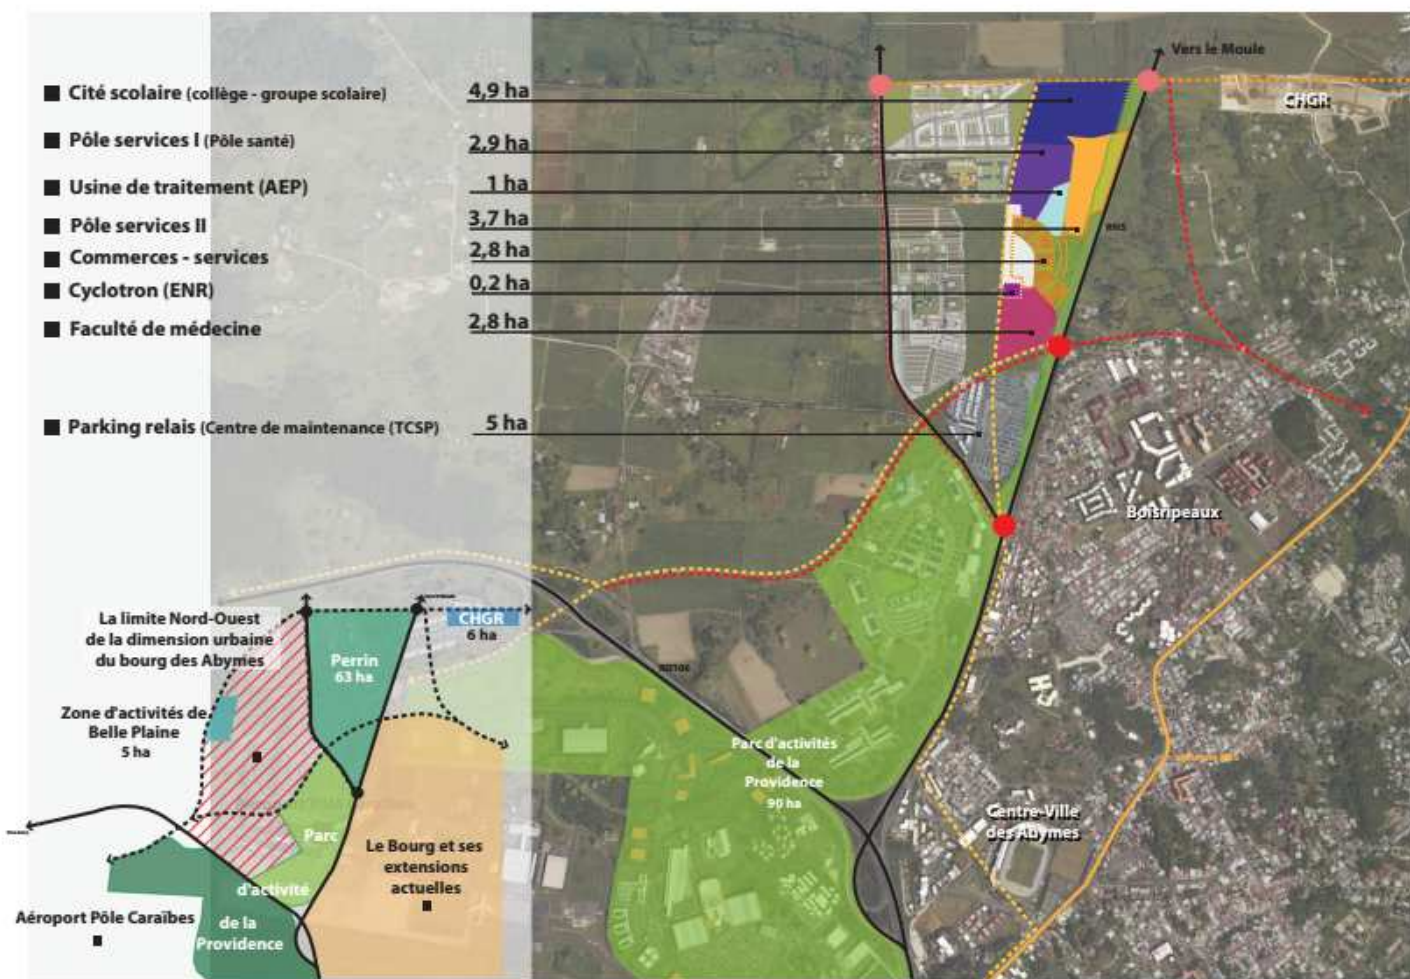 Vers le Moule
CHGR
Cité scolaire (collège - groupe scolaire) 4,9 ha
Pôle services I (Pôle santé) 2,9 ha
Usine de traitement (AEP) 1 ha
Pôle services II 3,7 ha
Commerces - services 2,8 ha
Cyclotron (ENR) 0,2 ha
Faculté de médecine 2,8 ha
Parking relais (Centre de maintenance (TCSP) 5 ha
Boisripeaux
La limite Nord-Ouest
de la dimension urbaine
du bourg des Abymes
CHGR
6 ha
Perrin
63 ha
Zone d'activités de
Belle Plaine
5 ha
Parc d'activités
de la
Providence
90 ha
Centre-Ville
des Abymes
Parc
d'activité
de la
Providence
Le Bourg et ses
extensions
actuelles
Aéroport Pôle Caraïbes